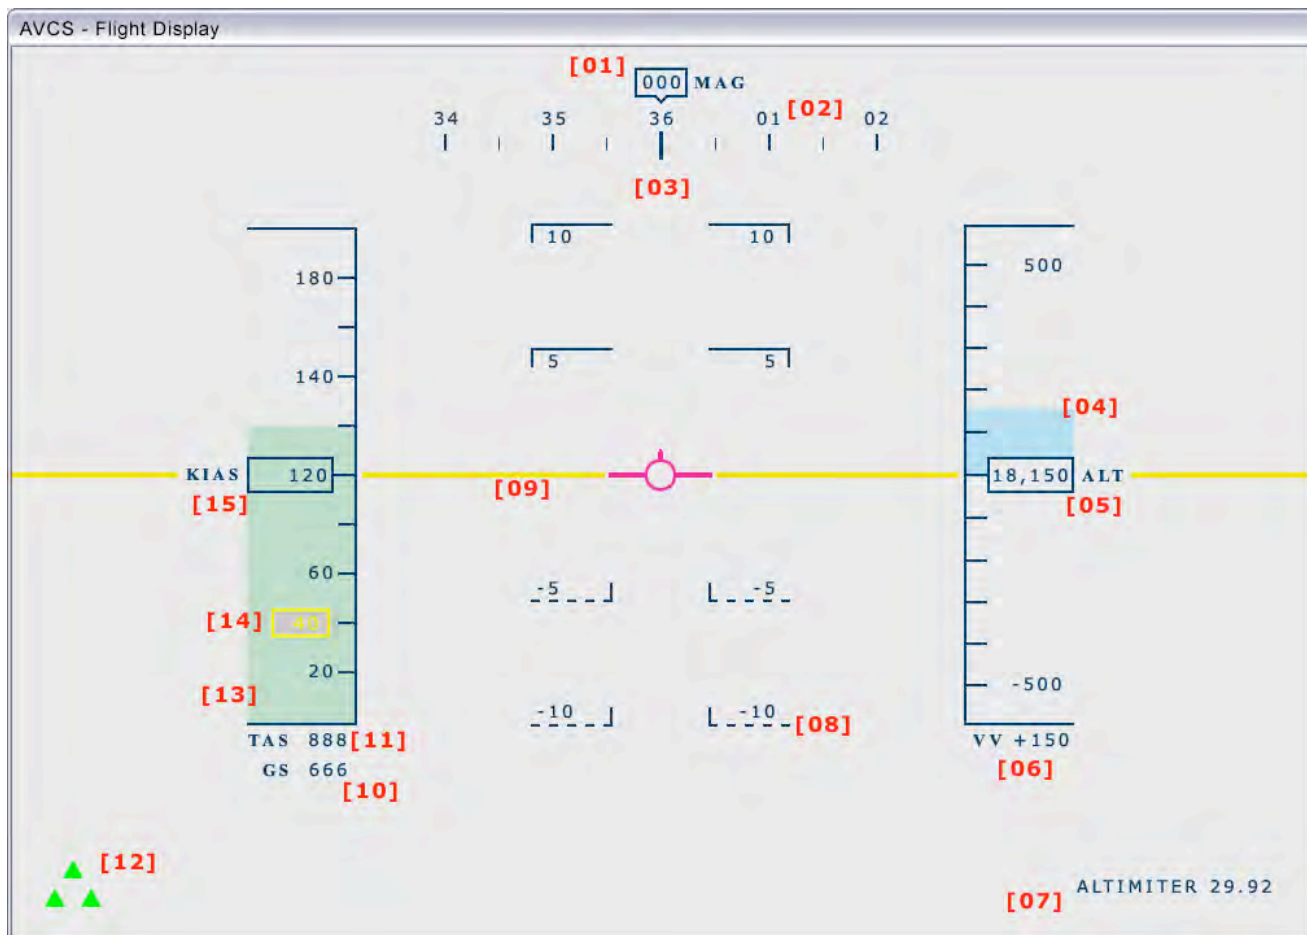 AVCS - Flight Display
[01] 000 MAG
34 35 36 01 [02] 02
[03]
10 10
180 500
5 5
140
[04]
KIAS 120 18,150 ALT
[15] [09] [05]
60 -5 -5
[14] 40
20 -500
[13]
-10 -10 [08]
TAS 888 [11] VV +150
GS 666 [06]
[10]
[12]
ALTIMITER 29.92
[07]